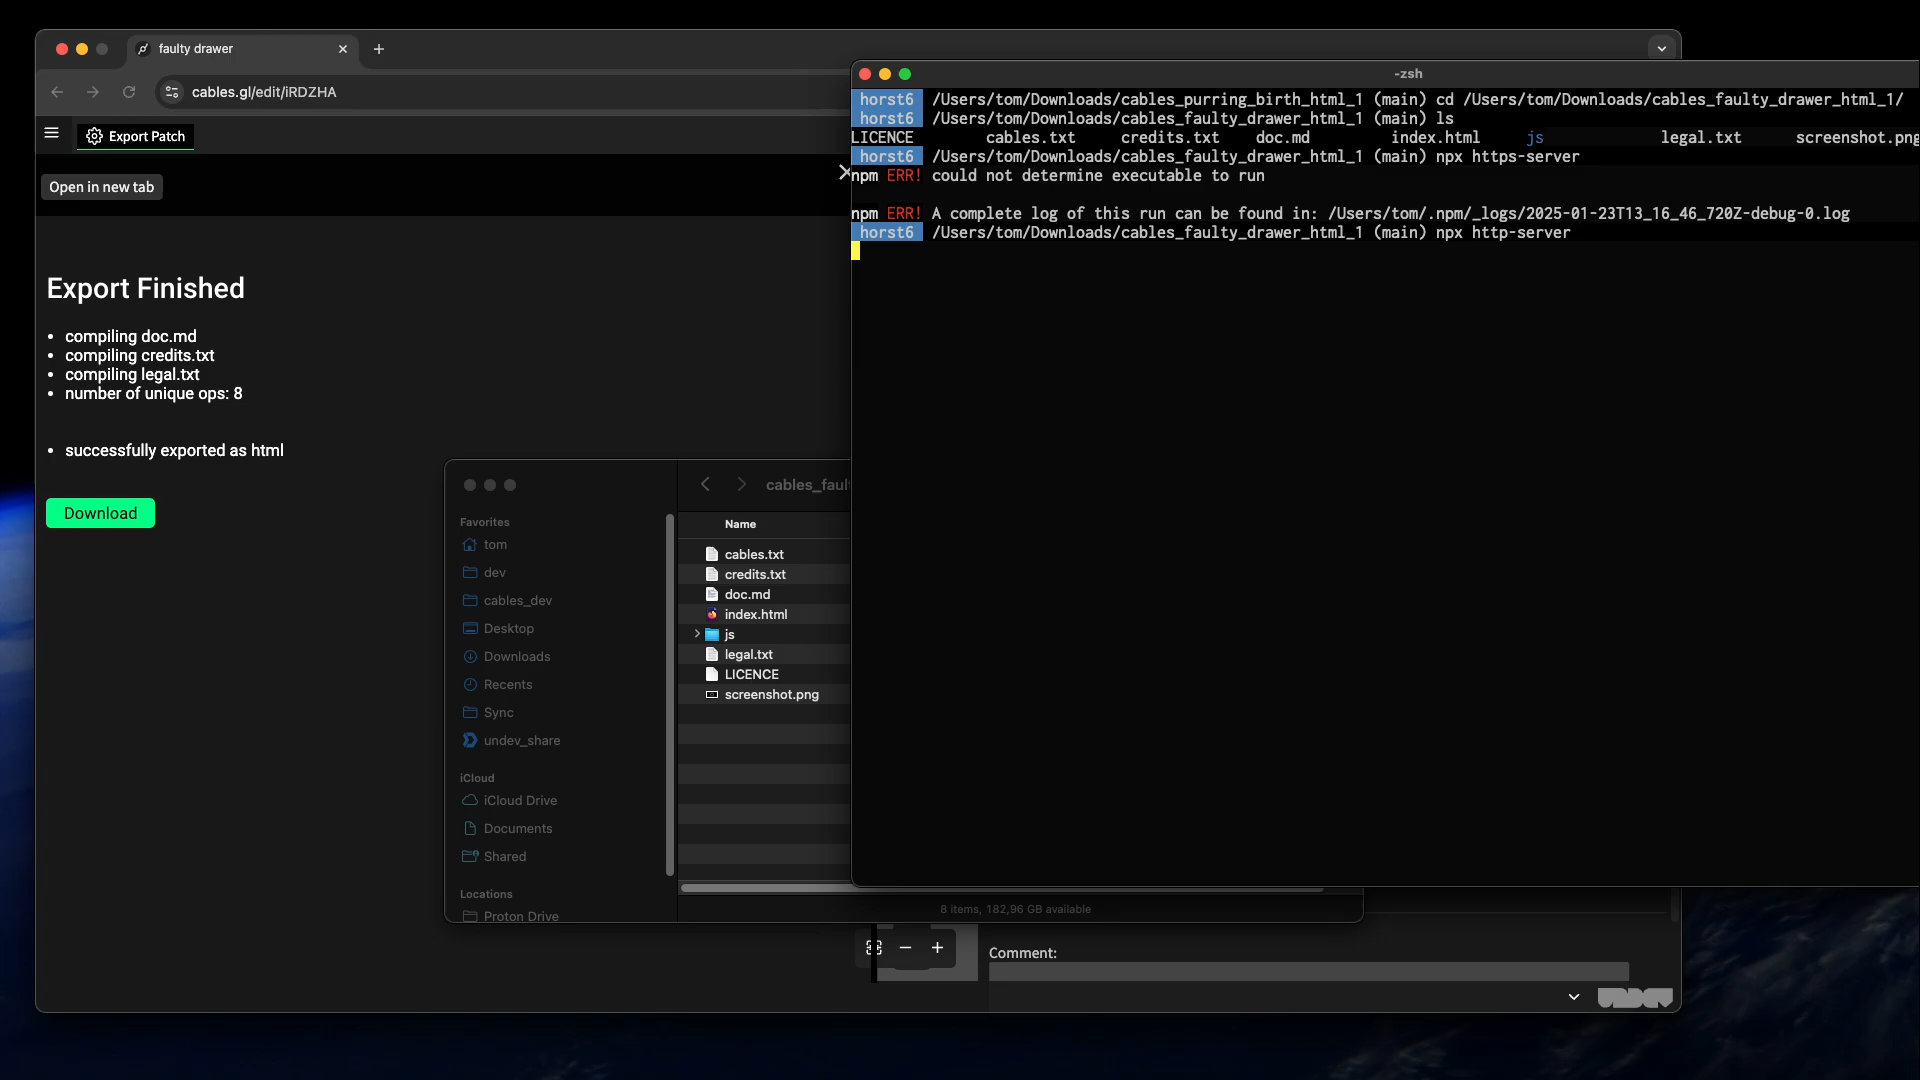 faulty drawer
cables.gl/edit/iRDZHA
Export Patch
Open in new tab
Export Finished
compiling doc.md
compiling credits.txt
compiling legal.txt
number of unique ops: 8
successfully exported as html
Download
-zsh
horst6 /Users/tom/Downloads/cables_purring_birth_html_1 (main) cd /Users/tom/Downloads/cables_faulty_drawer_html_1/
horst6 /Users/tom/Downloads/cables_faulty_drawer_html_1 (main) ls
LICENCE cables.txt credits.txt doc.md index.html js legal.txt screenshot.png
horst6 /Users/tom/Downloads/cables_faulty_drawer_html_1 (main) npx https-server
npm ERR! could not determine executable to run
npm ERR! A complete log of this run can be found in: /Users/tom/.npm/_logs/2025-01-23T13_16_46_720Z-debug-0.log
horst6 /Users/tom/Downloads/cables_faulty_drawer_html_1 (main) npx http-server
Favorites
tom
dev
cables_dev
Desktop
Downloads
Recents
Sync
undev_share
iCloud
iCloud Drive
Documents
Shared
Locations
Proton Drive
cables_faul
Name
cables.txt
credits.txt
doc.md
index.html
js
legal.txt
LICENCE
screenshot.png
8 items, 182,96 GB available
Comment:
UNDEV